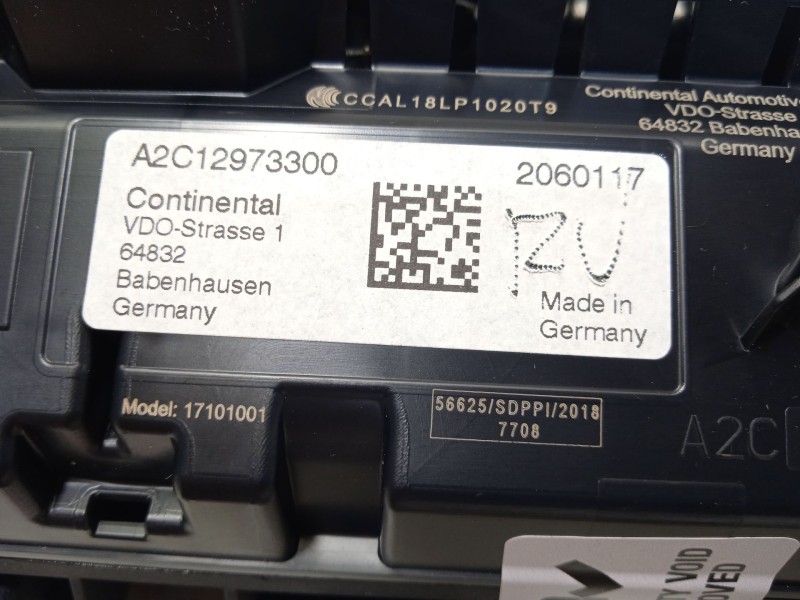 CCAL18LP1020T9
Continental Automotive
VDO-Strasse
64832
Germany
A2C12973300
2060117
Continental
VDO-Strasse 1
64832
Babenhausen
Germany
Made in
Germany
Model: 17101001
56625/SDPPI/2018
7708
A2C
VOID